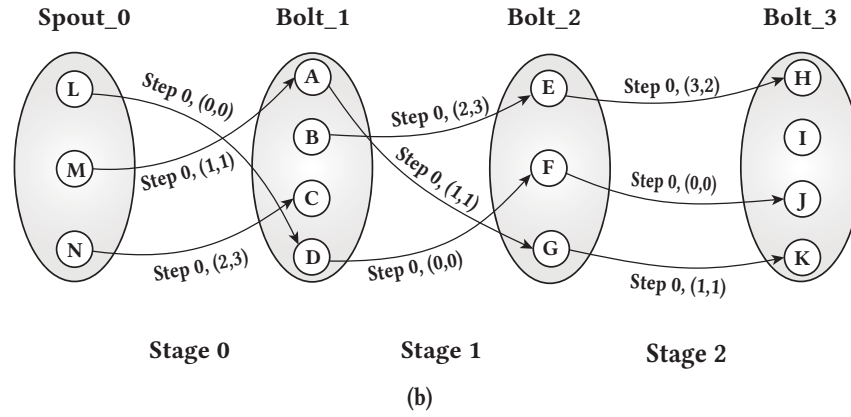 Spout_0 Bolt_1 Bolt_2 Bolt_3
L
M
N
Step 0, (0,0)
Step 0, (1,1)
Step 0, (2,3)
A
B
C
D
Step 0, (2,3)
Step 0, (1,1)
Step 0, (0,0)
E
F
G
Step 0, (3,2)
Step 0, (0,0)
Step 0, (1,1)
H
I
J
K
Stage 0 Stage 1 Stage 2
(b)